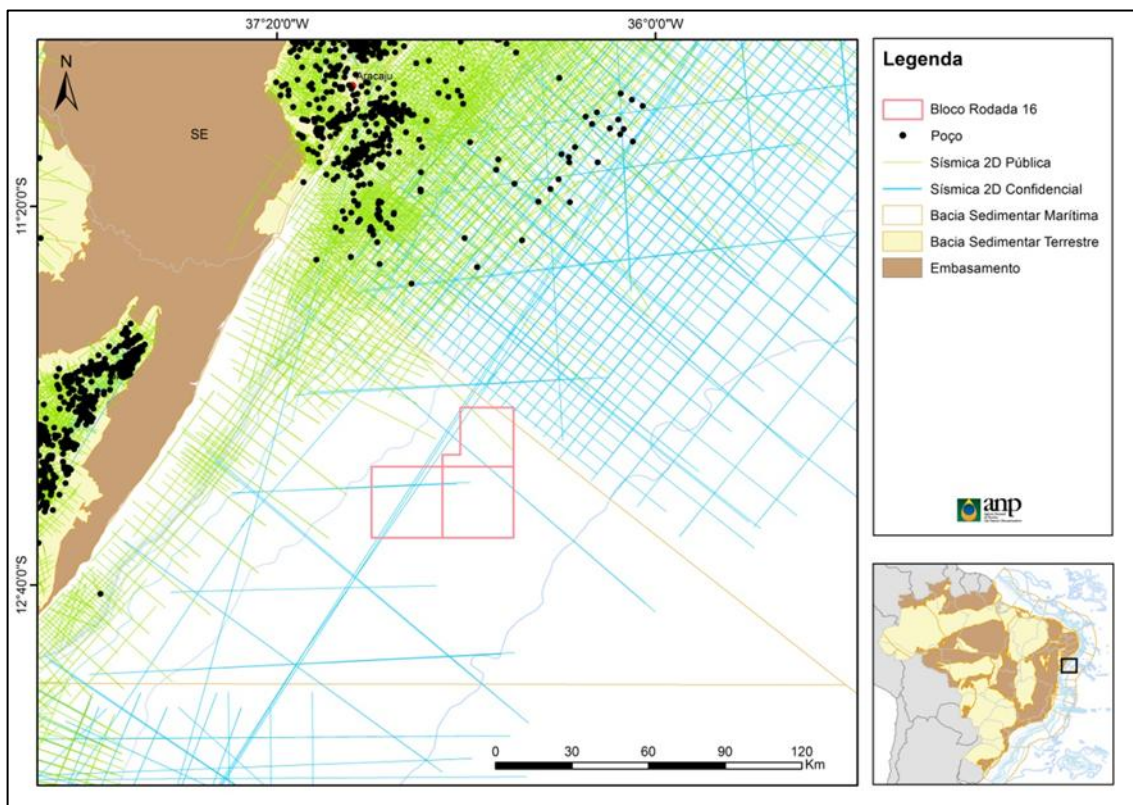 37°20'0"W
36°0'0"W
N
Aracaju
SE
11°20'0"S
12°40'0"S
0 30 60 90 120
Km
Legenda
Bloco Rodada 16
Poço
Sísmica 2D Pública
Sísmica 2D Confidencial
Bacia Sedimentar Marítima
Bacia Sedimentar Terrestre
Embasamento
anp